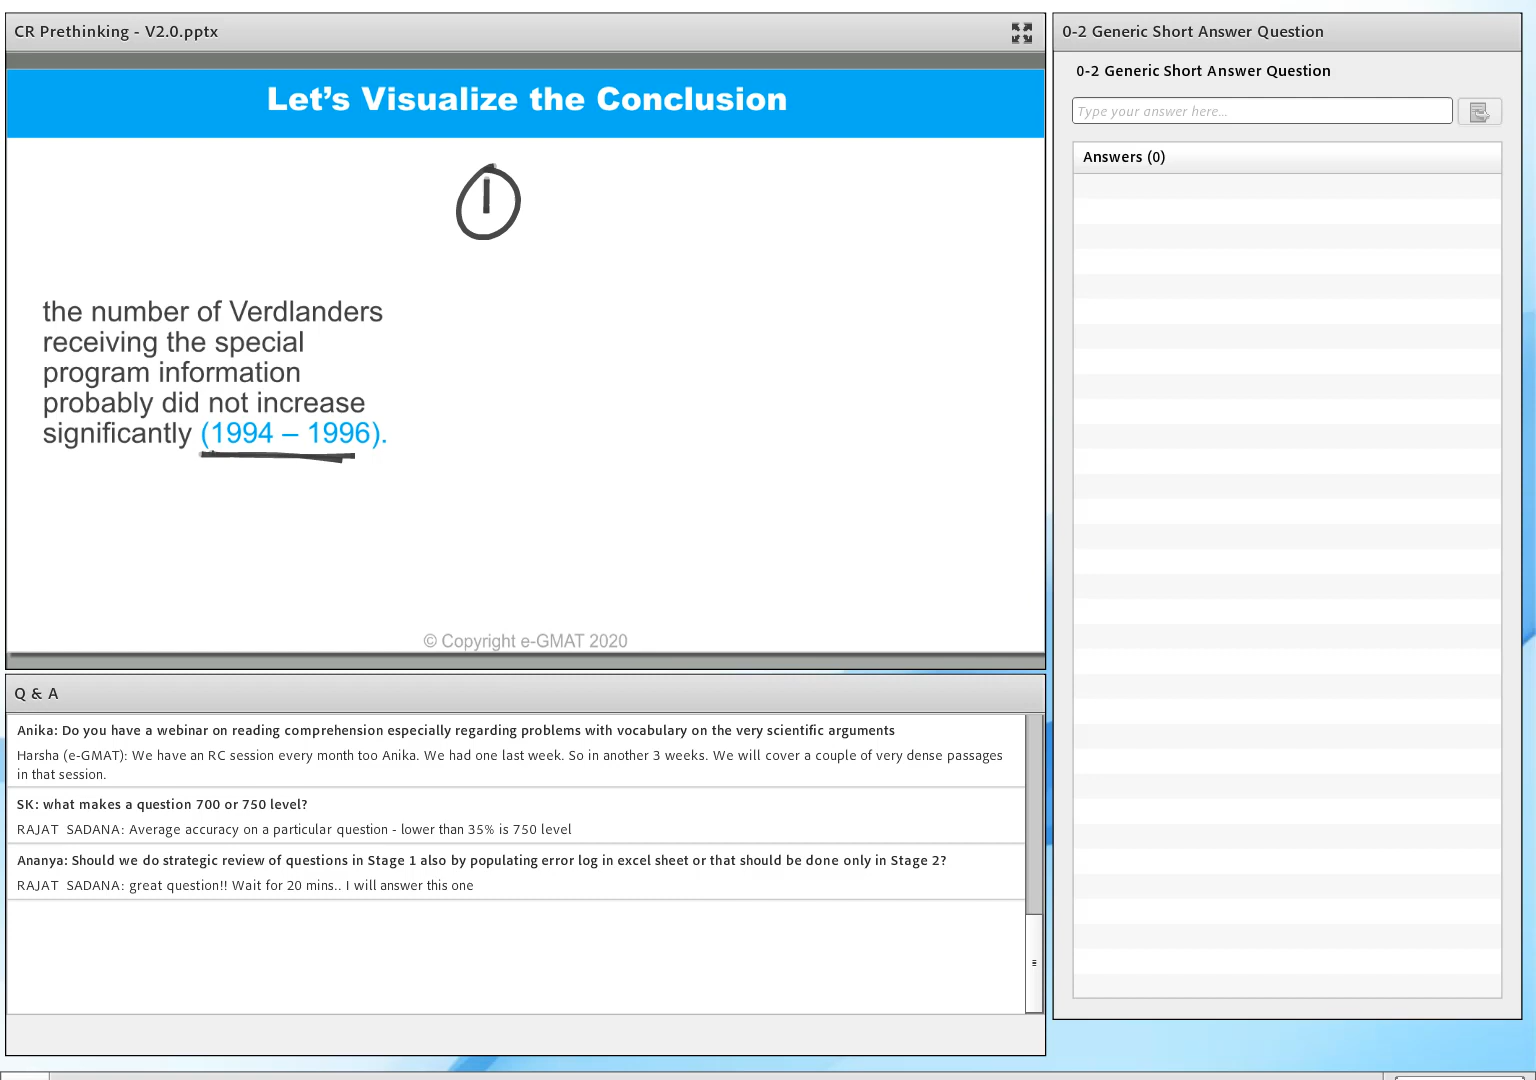 CR Prethinking - V2.0.pptx
Let’s Visualize the Conclusion
1
the number of Verdlanders
receiving the special
program information
probably did not increase
significantly (1994 – 1996).
© Copyright e-GMAT 2020
Q & A
Anika: Do you have a webinar on reading comprehension especially regarding problems with vocabulary on the very scientific arguments
Harsha (e-GMAT): We have an RC session every month too Anika. We had one last week. So in another 3 weeks. We will cover a couple of very dense passages
in that session.
SK: what makes a question 700 or 750 level?
RAJAT SADANA: Average accuracy on a particular question - lower than 35% is 750 level
Ananya: Should we do strategic review of questions in Stage 1 also by populating error log in excel sheet or that should be done only in Stage 2?
RAJAT SADANA: great question!! Wait for 20 mins.. I will answer this one
0-2 Generic Short Answer Question
0-2 Generic Short Answer Question
Type your answer here...
Answers (0)